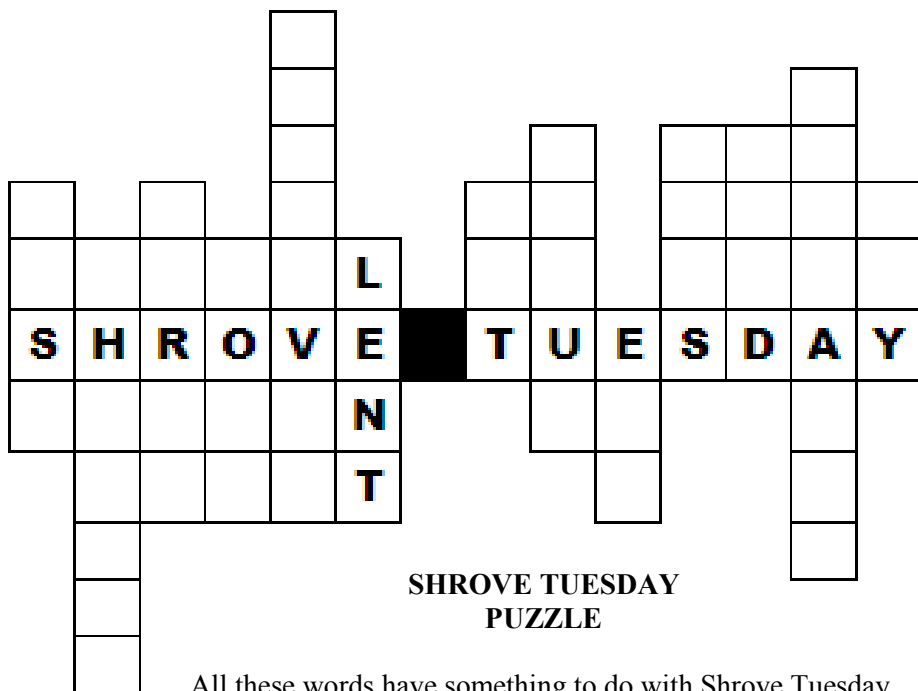 L
SHROVE TUESDAY
N
T
SHROVE TUESDAY
PUZZLE
All these words have something to do with Shrove Tuesday